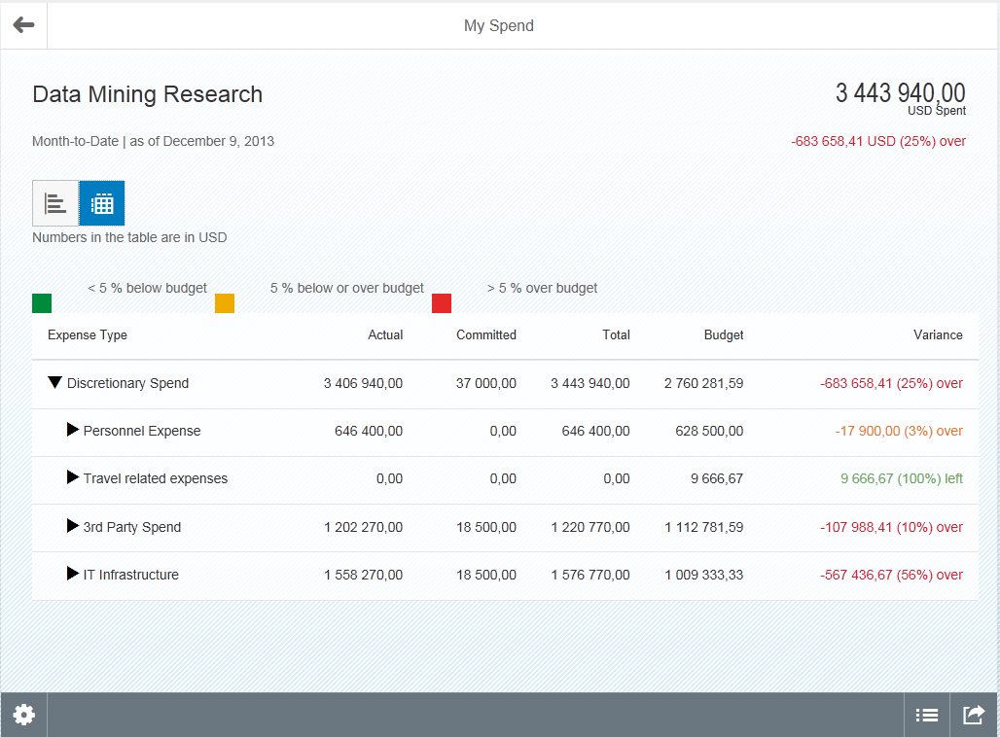 My Spend
Data Mining Research
3 443 940,00
USD Spent
Month-to-Date | as of December 9, 2013
-683 658,41 USD (25%) over
Numbers in the table are in USD
< 5 % below budget 5 % below or over budget > 5 % over budget
Expense Type Actual Committed Total Budget Variance
Discretionary Spend 3 406 940,00 37 000,00 3 443 940,00 2 760 281,59 -683 658,41 (25%) over
Personnel Expense 646 400,00 0,00 646 400,00 628 500,00 -17 900,00 (3%) over
Travel related expenses 0,00 0,00 0,00 9 666,67 9 666,67 (100%) left
3rd Party Spend 1 202 270,00 18 500,00 1 220 770,00 1 112 781,59 -107 988,41 (10%) over
IT Infrastructure 1 558 270,00 18 500,00 1 576 770,00 1 009 333,33 -567 436,67 (56%) over